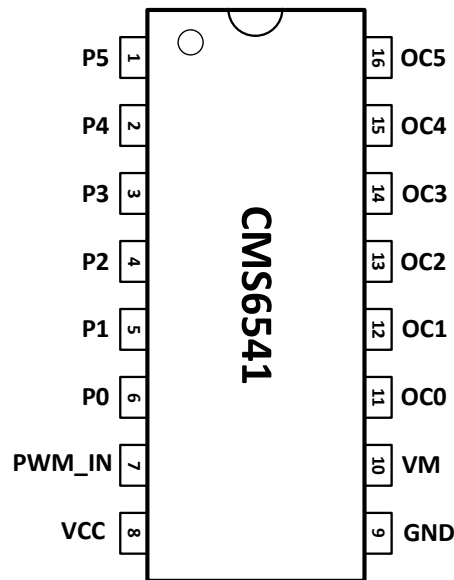 P5 1 16 OC5
P4 2 15 OC4
P3 3 14 OC3
P2 4 13 OC2
P1 5 12 OC1
P0 6 11 OC0
PWM_IN 7 10 VM
VCC 8 9 GND
CMS6541